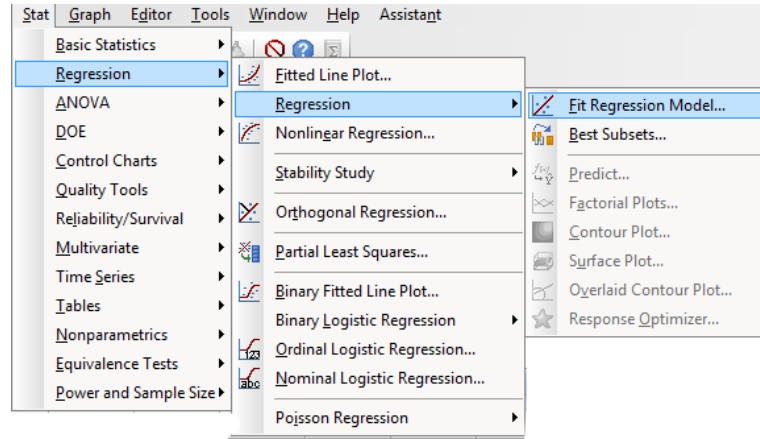 Stat Graph Editor Tools Window Help Assistant
Basic Statistics
Regression
ANOVA
DOE
Control Charts
Quality Tools
Reliability/Survival
Multivariate
Time Series
Tables
Nonparametrics
Equivalence Tests
Power and Sample Size
Fitted Line Plot...
Regression
Nonlinear Regression...
Stability Study
Orthogonal Regression...
Partial Least Squares...
Binary Fitted Line Plot...
Binary Logistic Regression
123
Ordinal Logistic Regression...
abc
Nominal Logistic Regression...
Poisson Regression
Fit Regression Model...
Best Subsets...
Predict...
Factorial Plots...
Contour Plot...
Surface Plot...
Overlaid Contour Plot...
Response Optimizer...